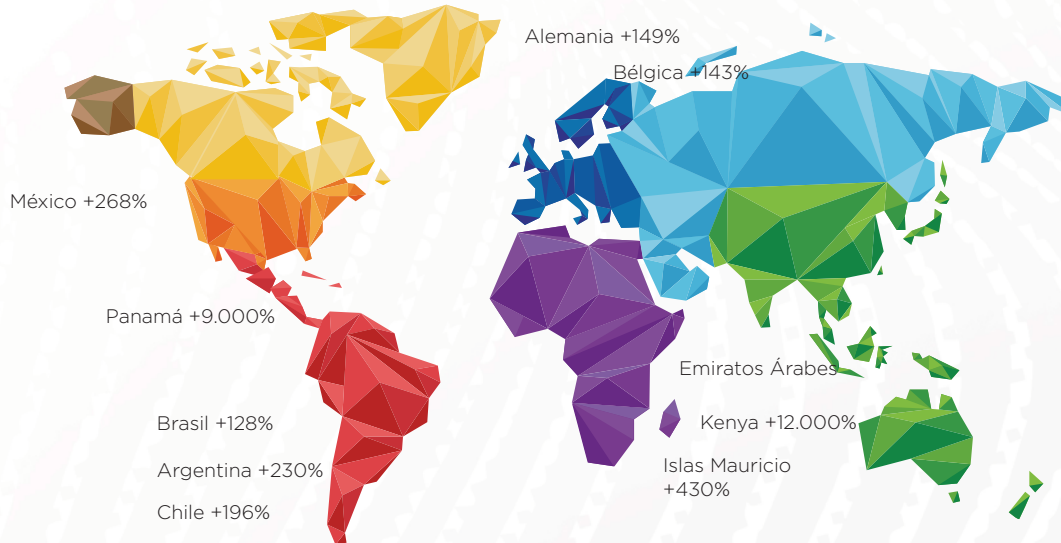 Alemania +149%
Bélgica +143%
México +268%
Panamá +9.000%
Emiratos Árabes
Brasil +128%
Kenya +12.000%
Argentina +230%
Islas Mauricio
+430%
Chile +196%